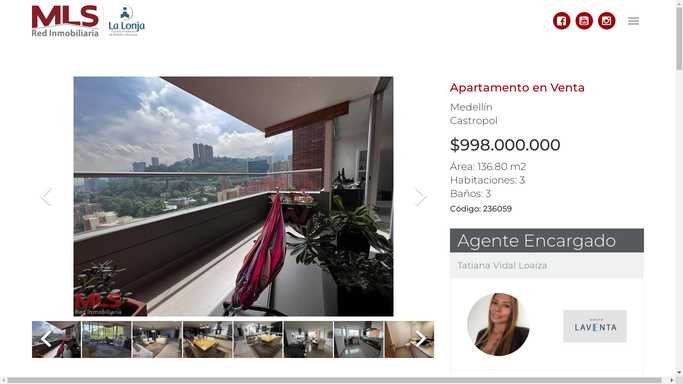 MLS
Red Inmobiliaria
La Lonja
Apartamento en Venta
Medellín
Castropol
$998.000.000
Área: 136.80 m2
Habitaciones: 3
Baños: 3
Código: 236059
Agente Encargado
Tatiana Vidal Loaiza
LAVENTA
MLS
Red Inmobiliaria